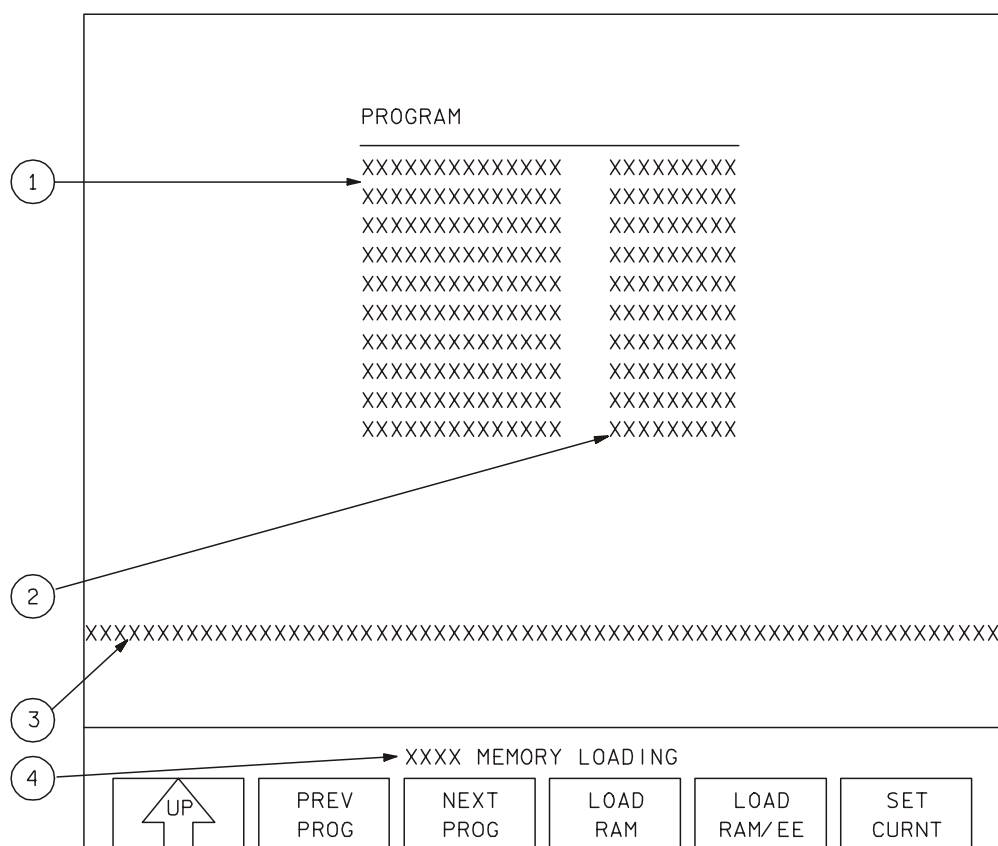 PROGRAM
1
XXXXXXXXXXXXXX XXXXXXXXX
XXXXXXXXXXXXXX XXXXXXXXX
XXXXXXXXXXXXXX XXXXXXXXX
XXXXXXXXXXXXXX XXXXXXXXX
XXXXXXXXXXXXXX XXXXXXXXX
XXXXXXXXXXXXXX XXXXXXXXX
XXXXXXXXXXXXXX XXXXXXXXX
XXXXXXXXXXXXXX XXXXXXXXX
XXXXXXXXXXXXXX XXXXXXXXX
XXXXXXXXXXXXXX XXXXXXXXX
2
XXXXXXXXXXXXXXXXXXXXXXXXXXXXXXXXXXXXXXXXXXXXXXXXXXXXXXXXXXXXXXX
3
4
XXXX MEMORY LOADING
UP
PREV
PROG
NEXT
PROG
LOAD
RAM
LOAD
RAM/EE
SET
CURNT